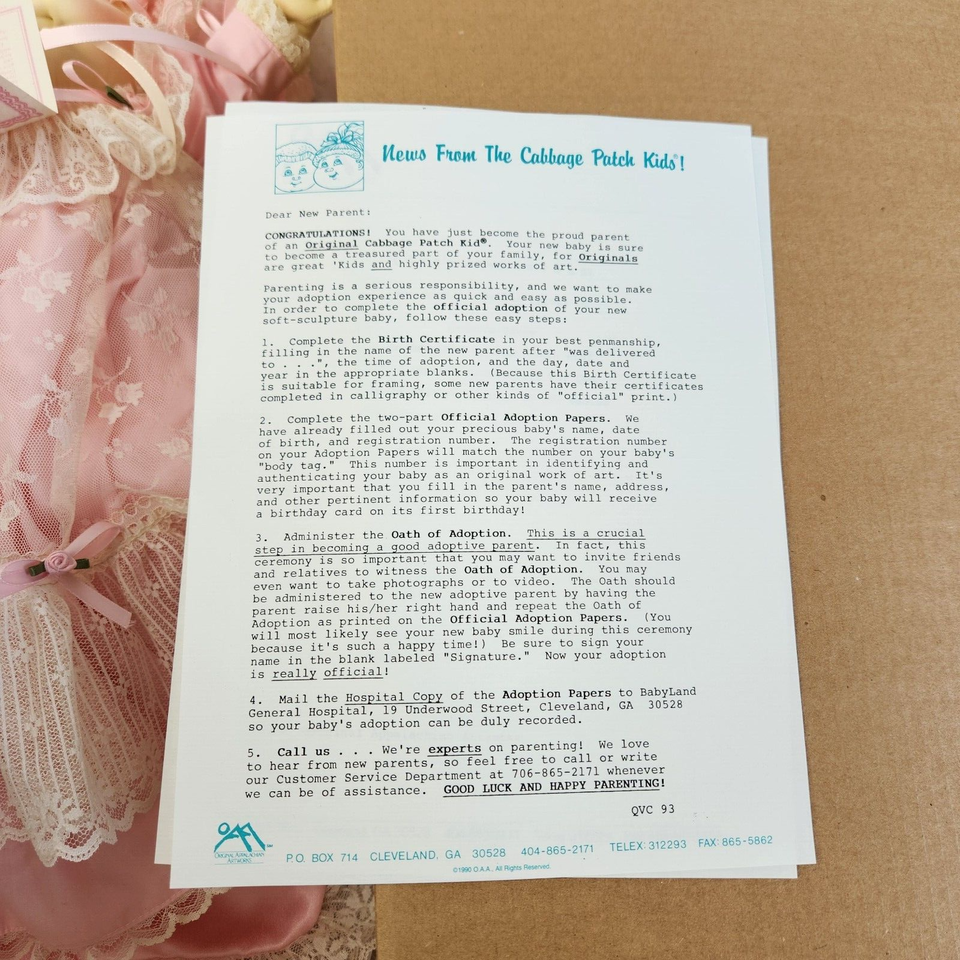 News From The Cabbage Patch Kids®!
Dear New Parent:
CONGRATULATIONS! You have just become the proud parent
of an Original Cabbage Patch Kid®. Your new baby is sure
to become a treasured part of your family, for Originals
are great 'Kids and highly prized works of art.
Parenting is a serious responsibility, and we want to make
your adoption experience as quick and easy as possible.
In order to complete the official adoption of your new
soft-sculpture baby, follow these easy steps:
1. Complete the Birth Certificate in your best penmanship,
filling in the name of the new parent after "was delivered
to . . .", the time of adoption, and the day, date and
year in the appropriate blanks. (Because this Birth Certificate
is suitable for framing, some new parents have their certificates
completed in calligraphy or other kinds of "official" print.)
2. Complete the two-part Official Adoption Papers. We
have already filled out your precious baby's name, date
of birth, and registration number. The registration number
on your Adoption Papers will match the number on your baby's
"body tag." This number is important in identifying and
authenticating your baby as an original work of art. It's
very important that you fill in the parent's name, address,
and other pertinent information so your baby will receive
a birthday card on its first birthday!
3. Administer the Oath of Adoption. This is a crucial
step in becoming a good adoptive parent. In fact, this
ceremony is so important that you may want to invite friends
and relatives to witness the Oath of Adoption. You may
even want to take photographs or to video. The Oath should
be administered to the new adoptive parent by having the
parent raise his/her right hand and repeat the Oath of
Adoption as printed on the Official Adoption Papers. (You
will most likely see your new baby smile during this ceremony
because it's such a happy time!) Be sure to sign your
name in the blank labeled "Signature." Now your adoption
is really official!
4. Mail the Hospital Copy of the Adoption Papers to BabyLand
General Hospital, 19 Underwood Street, Cleveland, GA 30528
so your baby's adoption can be duly recorded.
5. Call us . . . We're experts on parenting! We love
to hear from new parents, so feel free to call or write
our Customer Service Department at 706-865-2171 whenever
we can be of assistance. GOOD LUCK AND HAPPY PARENTING!
QVC 93
OAA™
ORIGINAL APPALACHIAN
ARTWORKS
P.O. BOX 714 CLEVELAND, GA 30528 404-865-2171 TELEX: 312293 FAX: 865-5862
©1990 O.A.A., All Rights Reserved.